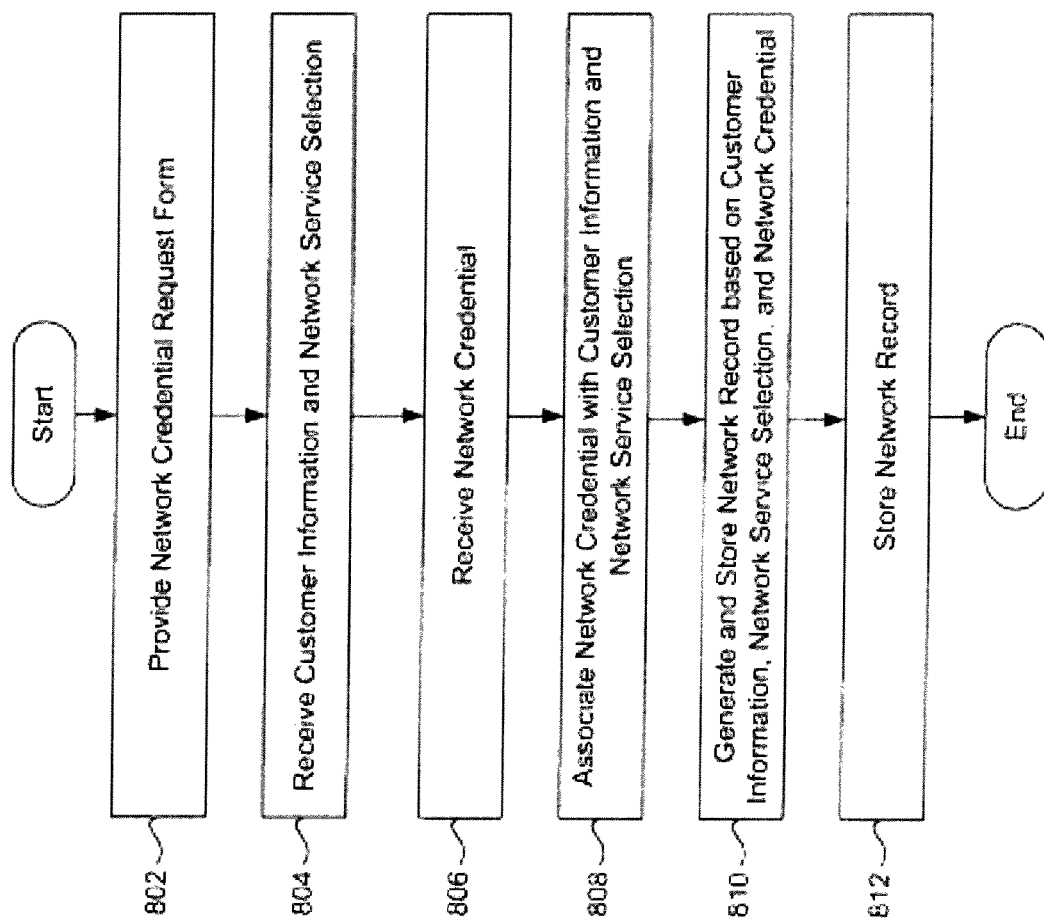 Start
802
Provide Network Credential Request Form
804
Receive Customer Information and Network Service Selection
806
Receive Network Credential
808
Associate Network Credential with Customer Information and
Network Service Selection
810
Generate and Store Network Record based on Customer
Information, Network Service Selection, and Network Credential
812
Store Network Record
End